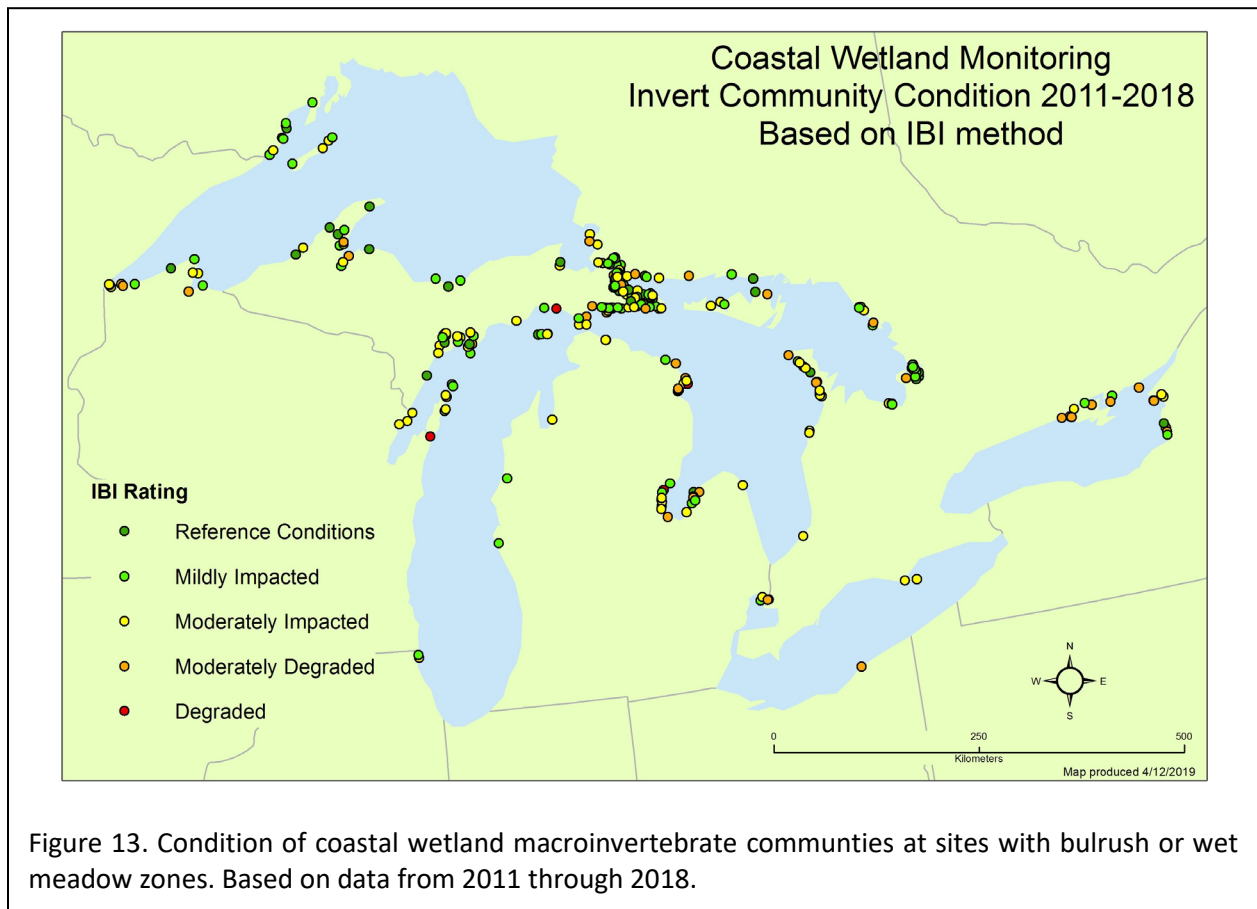 Coastal Wetland Monitoring
Invert Community Condition 2011-2018
Based on IBI method
IBI Rating
Reference Conditions
Mildly Impacted
Moderately Impacted
Moderately Degraded
Degraded
N
W E
S
0 250 500
Kilometers
Map produced 4/12/2019
Figure 13. Condition of coastal wetland macroinvertebrate communties at sites with bulrush or wet
meadow zones. Based on data from 2011 through 2018.